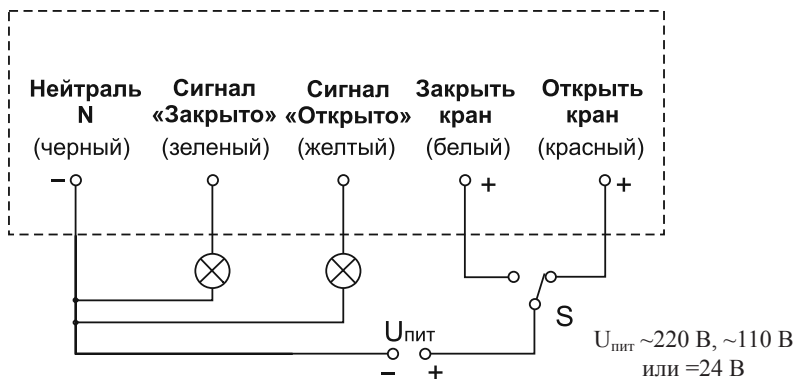 Нейтраль
N
(черный)
Сигнал
«Закрыто»
(зеленый)
Сигнал
«Открыто»
(желтый)
Закрыть
кран
(белый)
Открыть
кран
(красный)
–
+
+
S
Uпит
– +
Uпит ~220 В, ~110 В
или =24 В